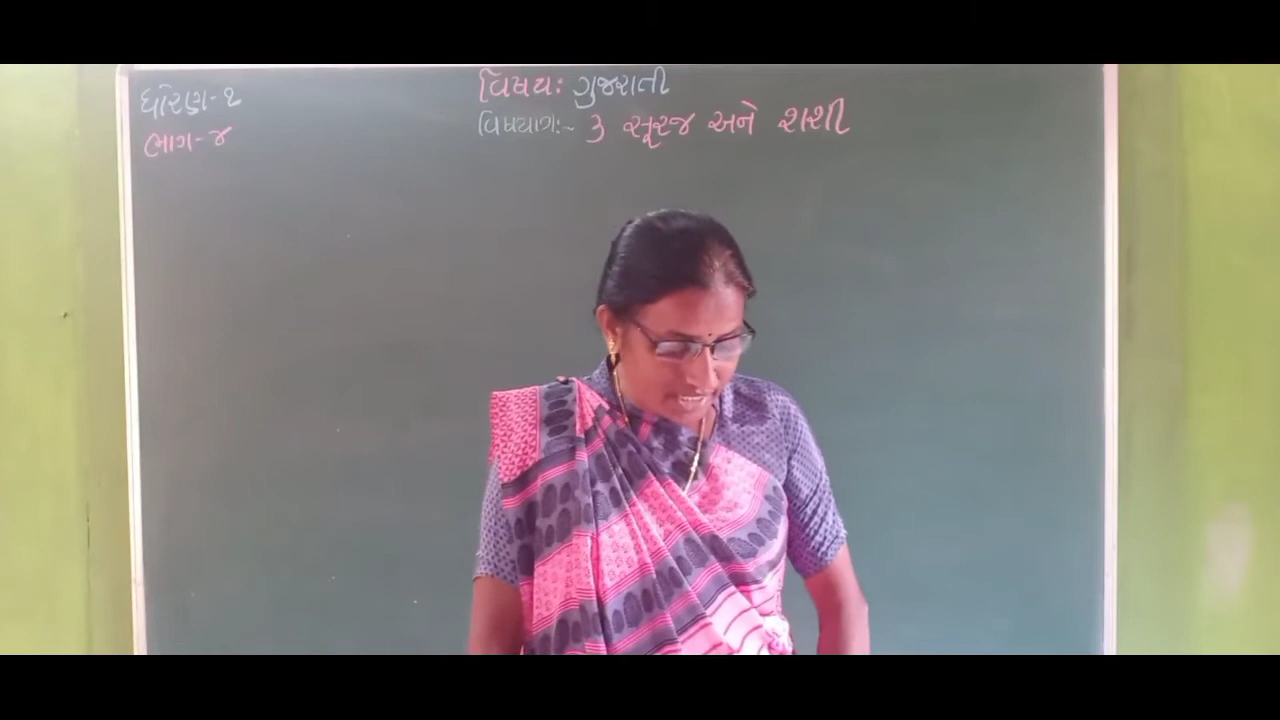 ધોરણ-૨
ભાગ-૪
વિષય: ગુજરાતી
વિષયાંગ:- ૩ સૂરજ અને શશી